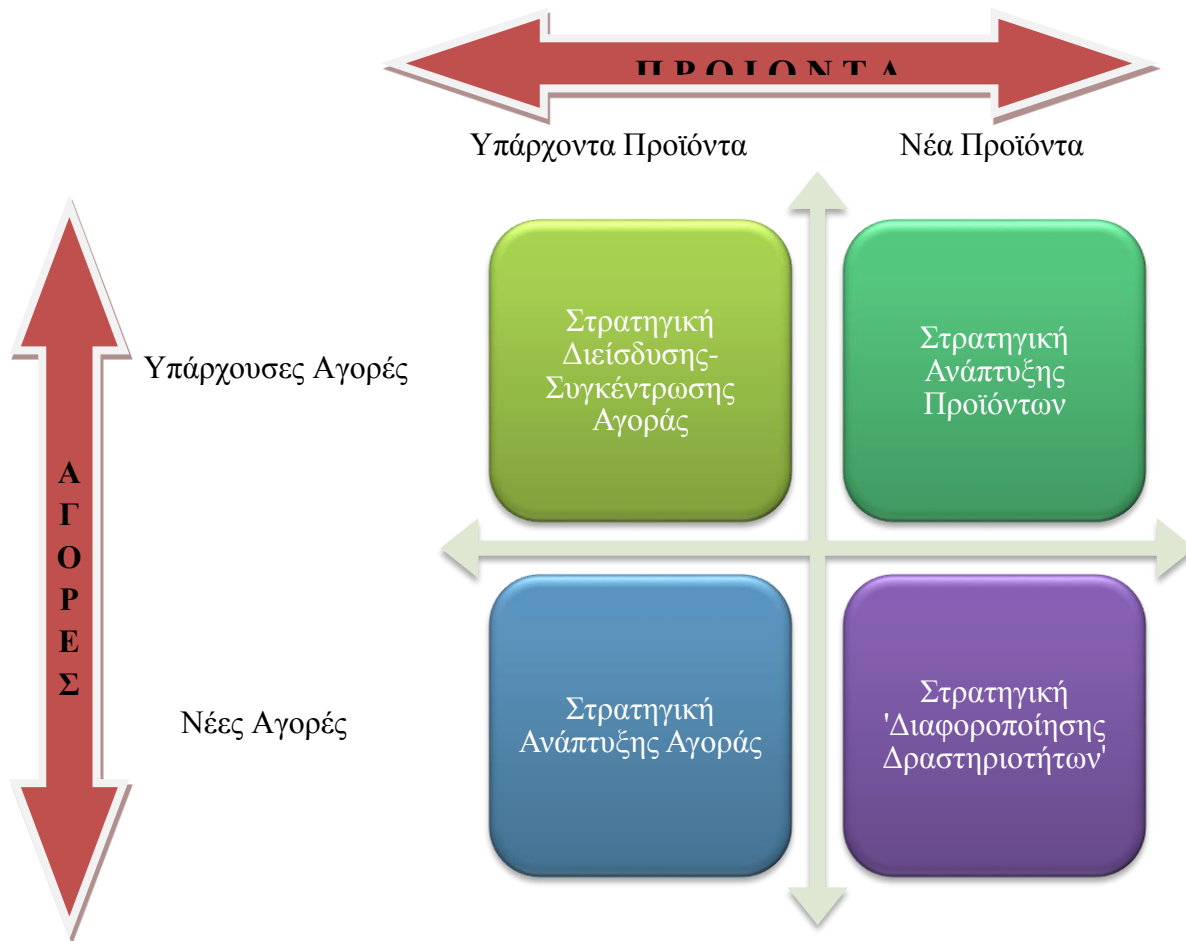 Π Ρ Ο Ι Ο Ν Τ Α
Υπάρχοντα Προϊόντα
Νέα Προϊόντα
Στρατηγική
Διείσδυσης-
Συγκέντρωσης
Αγοράς
Στρατηγική
Ανάπτυξης
Προϊόντων
Υπάρχουσες Αγορές
Α
Γ
Ο
Ρ
Ε
Σ
Νέες Αγορές
Στρατηγική
Ανάπτυξης Αγοράς
Στρατηγική
'Διαφοροποίησης
Δραστηριοτήτων'